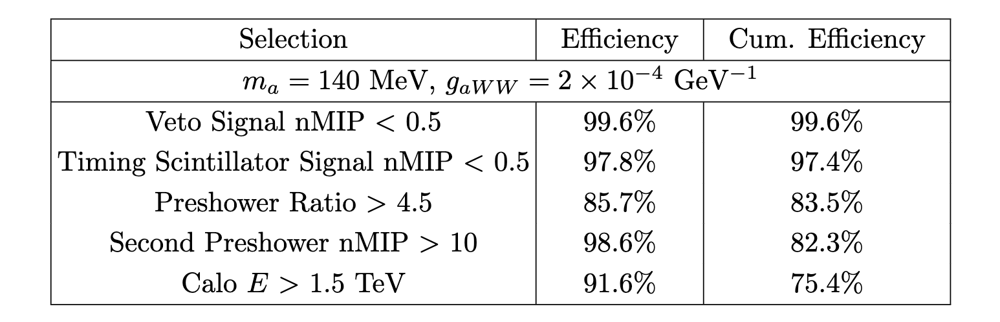 Selection Efficiency Cum. Efficiency
mₐ = 140 MeV, g_{aWW} = 2 × 10⁻⁴ GeV⁻¹
Veto Signal nMIP < 0.5 99.6% 99.6%
Timing Scintillator Signal nMIP < 0.5 97.8% 97.4%
Preshower Ratio > 4.5 85.7% 83.5%
Second Preshower nMIP > 10 98.6% 82.3%
Calo E > 1.5 TeV 91.6% 75.4%